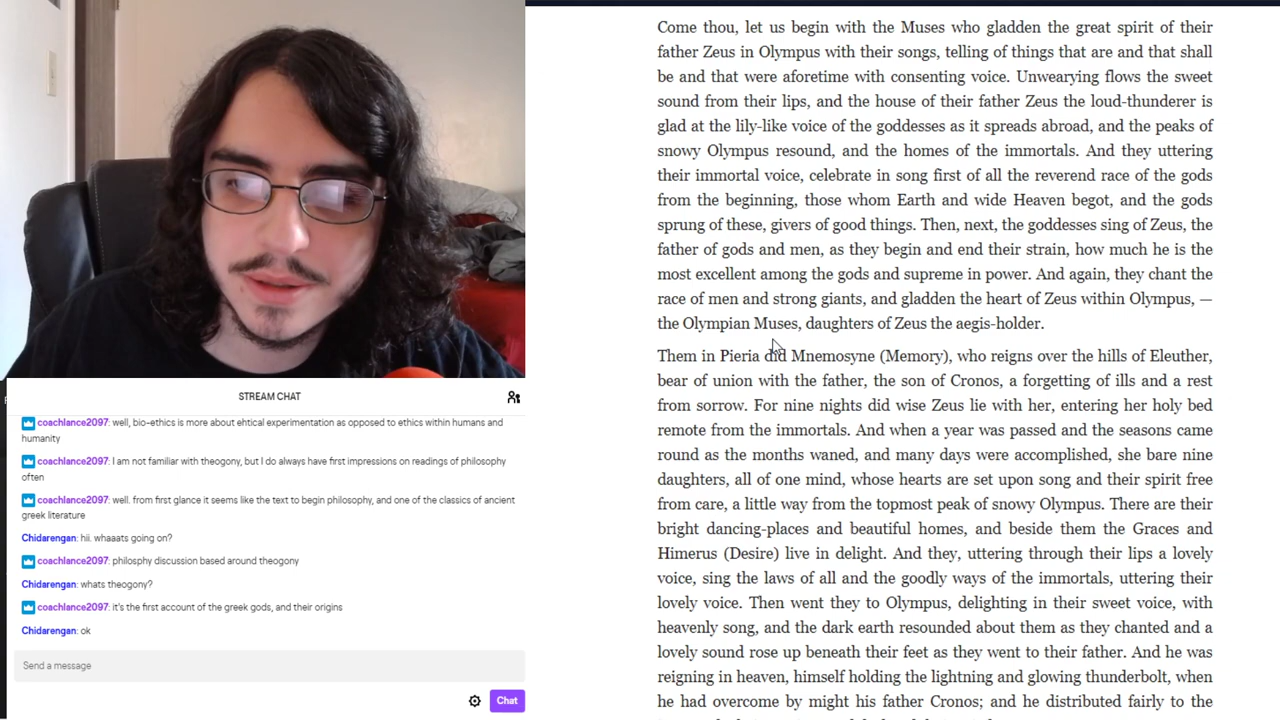 STREAM CHAT
coachlance2097: well, bio-ethics is more about ehtical experimentation as opposed to ethics within humans and
humanity
coachlance2097: I am not familiar with theogony, but I do always have first impressions on readings of philosophy
often
coachlance2097: well. from first glance it seems like the text to begin philosophy, and one of the classics of ancient
greek literature
Chidarengan: hii. whaaats going on?
coachlance2097: philosphy discussion based around theogony
Chidarengan: whats theogony?
coachlance2097: it's the first account of the greek gods, and their origins
Chidarengan: ok
Send a message
Chat
Come thou, let us begin with the Muses who gladden the great spirit of their
father Zeus in Olympus with their songs, telling of things that are and that shall
be and that were aforetime with consenting voice. Unwearying flows the sweet
sound from their lips, and the house of their father Zeus the loud-thunderer is
glad at the lily-like voice of the goddesses as it spreads abroad, and the peaks of
snowy Olympus resound, and the homes of the immortals. And they uttering
their immortal voice, celebrate in song first of all the reverend race of the gods
from the beginning, those whom Earth and wide Heaven begot, and the gods
sprung of these, givers of good things. Then, next, the goddesses sing of Zeus, the
father of gods and men, as they begin and end their strain, how much he is the
most excellent among the gods and supreme in power. And again, they chant the
race of men and strong giants, and gladden the heart of Zeus within Olympus, —
the Olympian Muses, daughters of Zeus the aegis-holder.
Them in Pieria did Mnemosyne (Memory), who reigns over the hills of Eleuther,
bear of union with the father, the son of Cronos, a forgetting of ills and a rest
from sorrow. For nine nights did wise Zeus lie with her, entering her holy bed
remote from the immortals. And when a year was passed and the seasons came
round as the months waned, and many days were accomplished, she bare nine
daughters, all of one mind, whose hearts are set upon song and their spirit free
from care, a little way from the topmost peak of snowy Olympus. There are their
bright dancing-places and beautiful homes, and beside them the Graces and
Himerus (Desire) live in delight. And they, uttering through their lips a lovely
voice, sing the laws of all and the goodly ways of the immortals, uttering their
lovely voice. Then went they to Olympus, delighting in their sweet voice, with
heavenly song, and the dark earth resounded about them as they chanted and a
lovely sound rose up beneath their feet as they went to their father. And he was
reigning in heaven, himself holding the lightning and glowing thunderbolt, when
he had overcome by might his father Cronos; and he distributed fairly to the